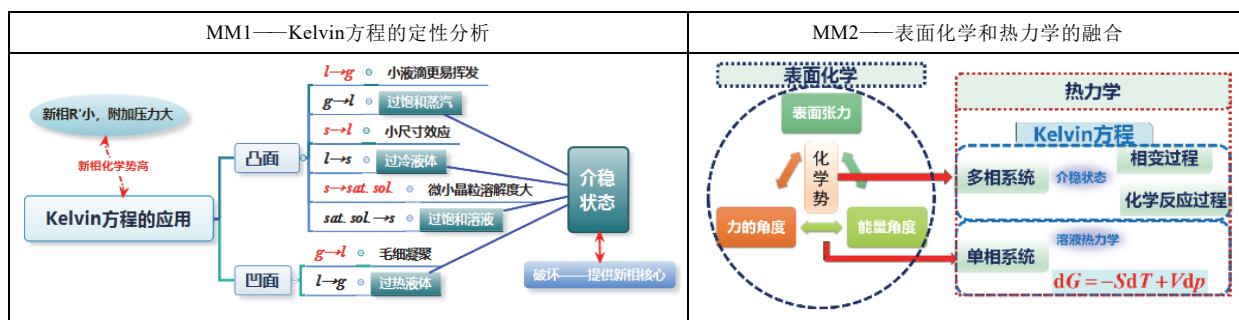 MM1——Kelvin方程的定性分析
MM2——表面化学和热力学的融合
新相R'小，附加压力大
新相化学势高
Kelvin方程的应用
凸面
l→g 小液滴更易挥发
g→l 过饱和蒸汽
s→l 小尺寸效应
l→s 过冷液体
s→sat. sol. 微小晶粒溶解度大
sat. sol.→s 过饱和溶液
凹面
g→l 毛细凝聚
l→g 过热液体
介稳
状态
破坏——提供新相核心
表面化学
表面张力
化学势
力的角度
能量角度
热力学
Kelvin方程
多相系统
介稳状态
相变过程
化学反应过程
单相系统
溶液热力学
dG=-SdT+Vdp